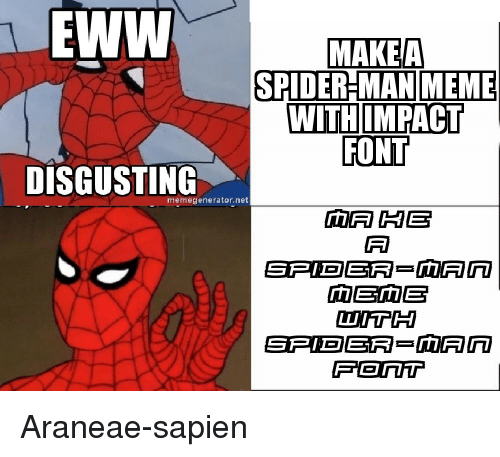 EWW
DISGUSTING
memegenerator.net
MAKE A
SPIDER-MAN MEME
WITH IMPACT
FONT
MAKE
A
SPIDER-MAN
MEME
WITH
SPIDER-MAN
FONT
Araneae-sapien